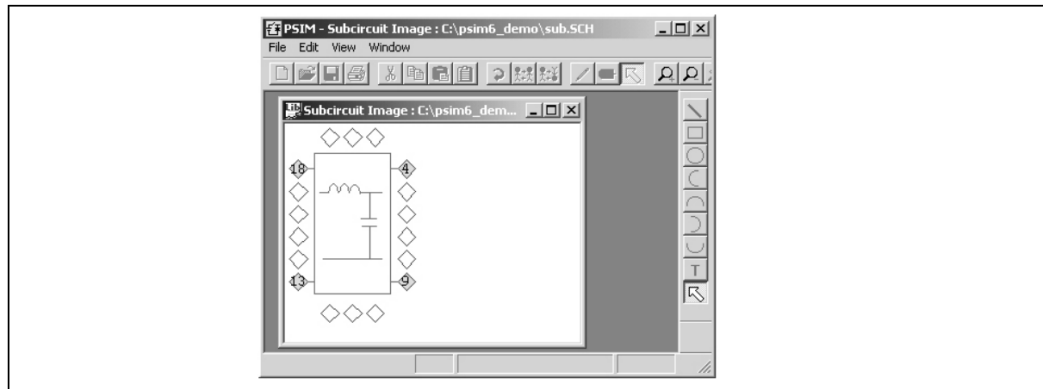 PSIM - Subcircuit Image : C:\psim6_demo\sub.SCH
File Edit View Window
Subcircuit Image : C:\psim6_dem...
18
4
13
9
T